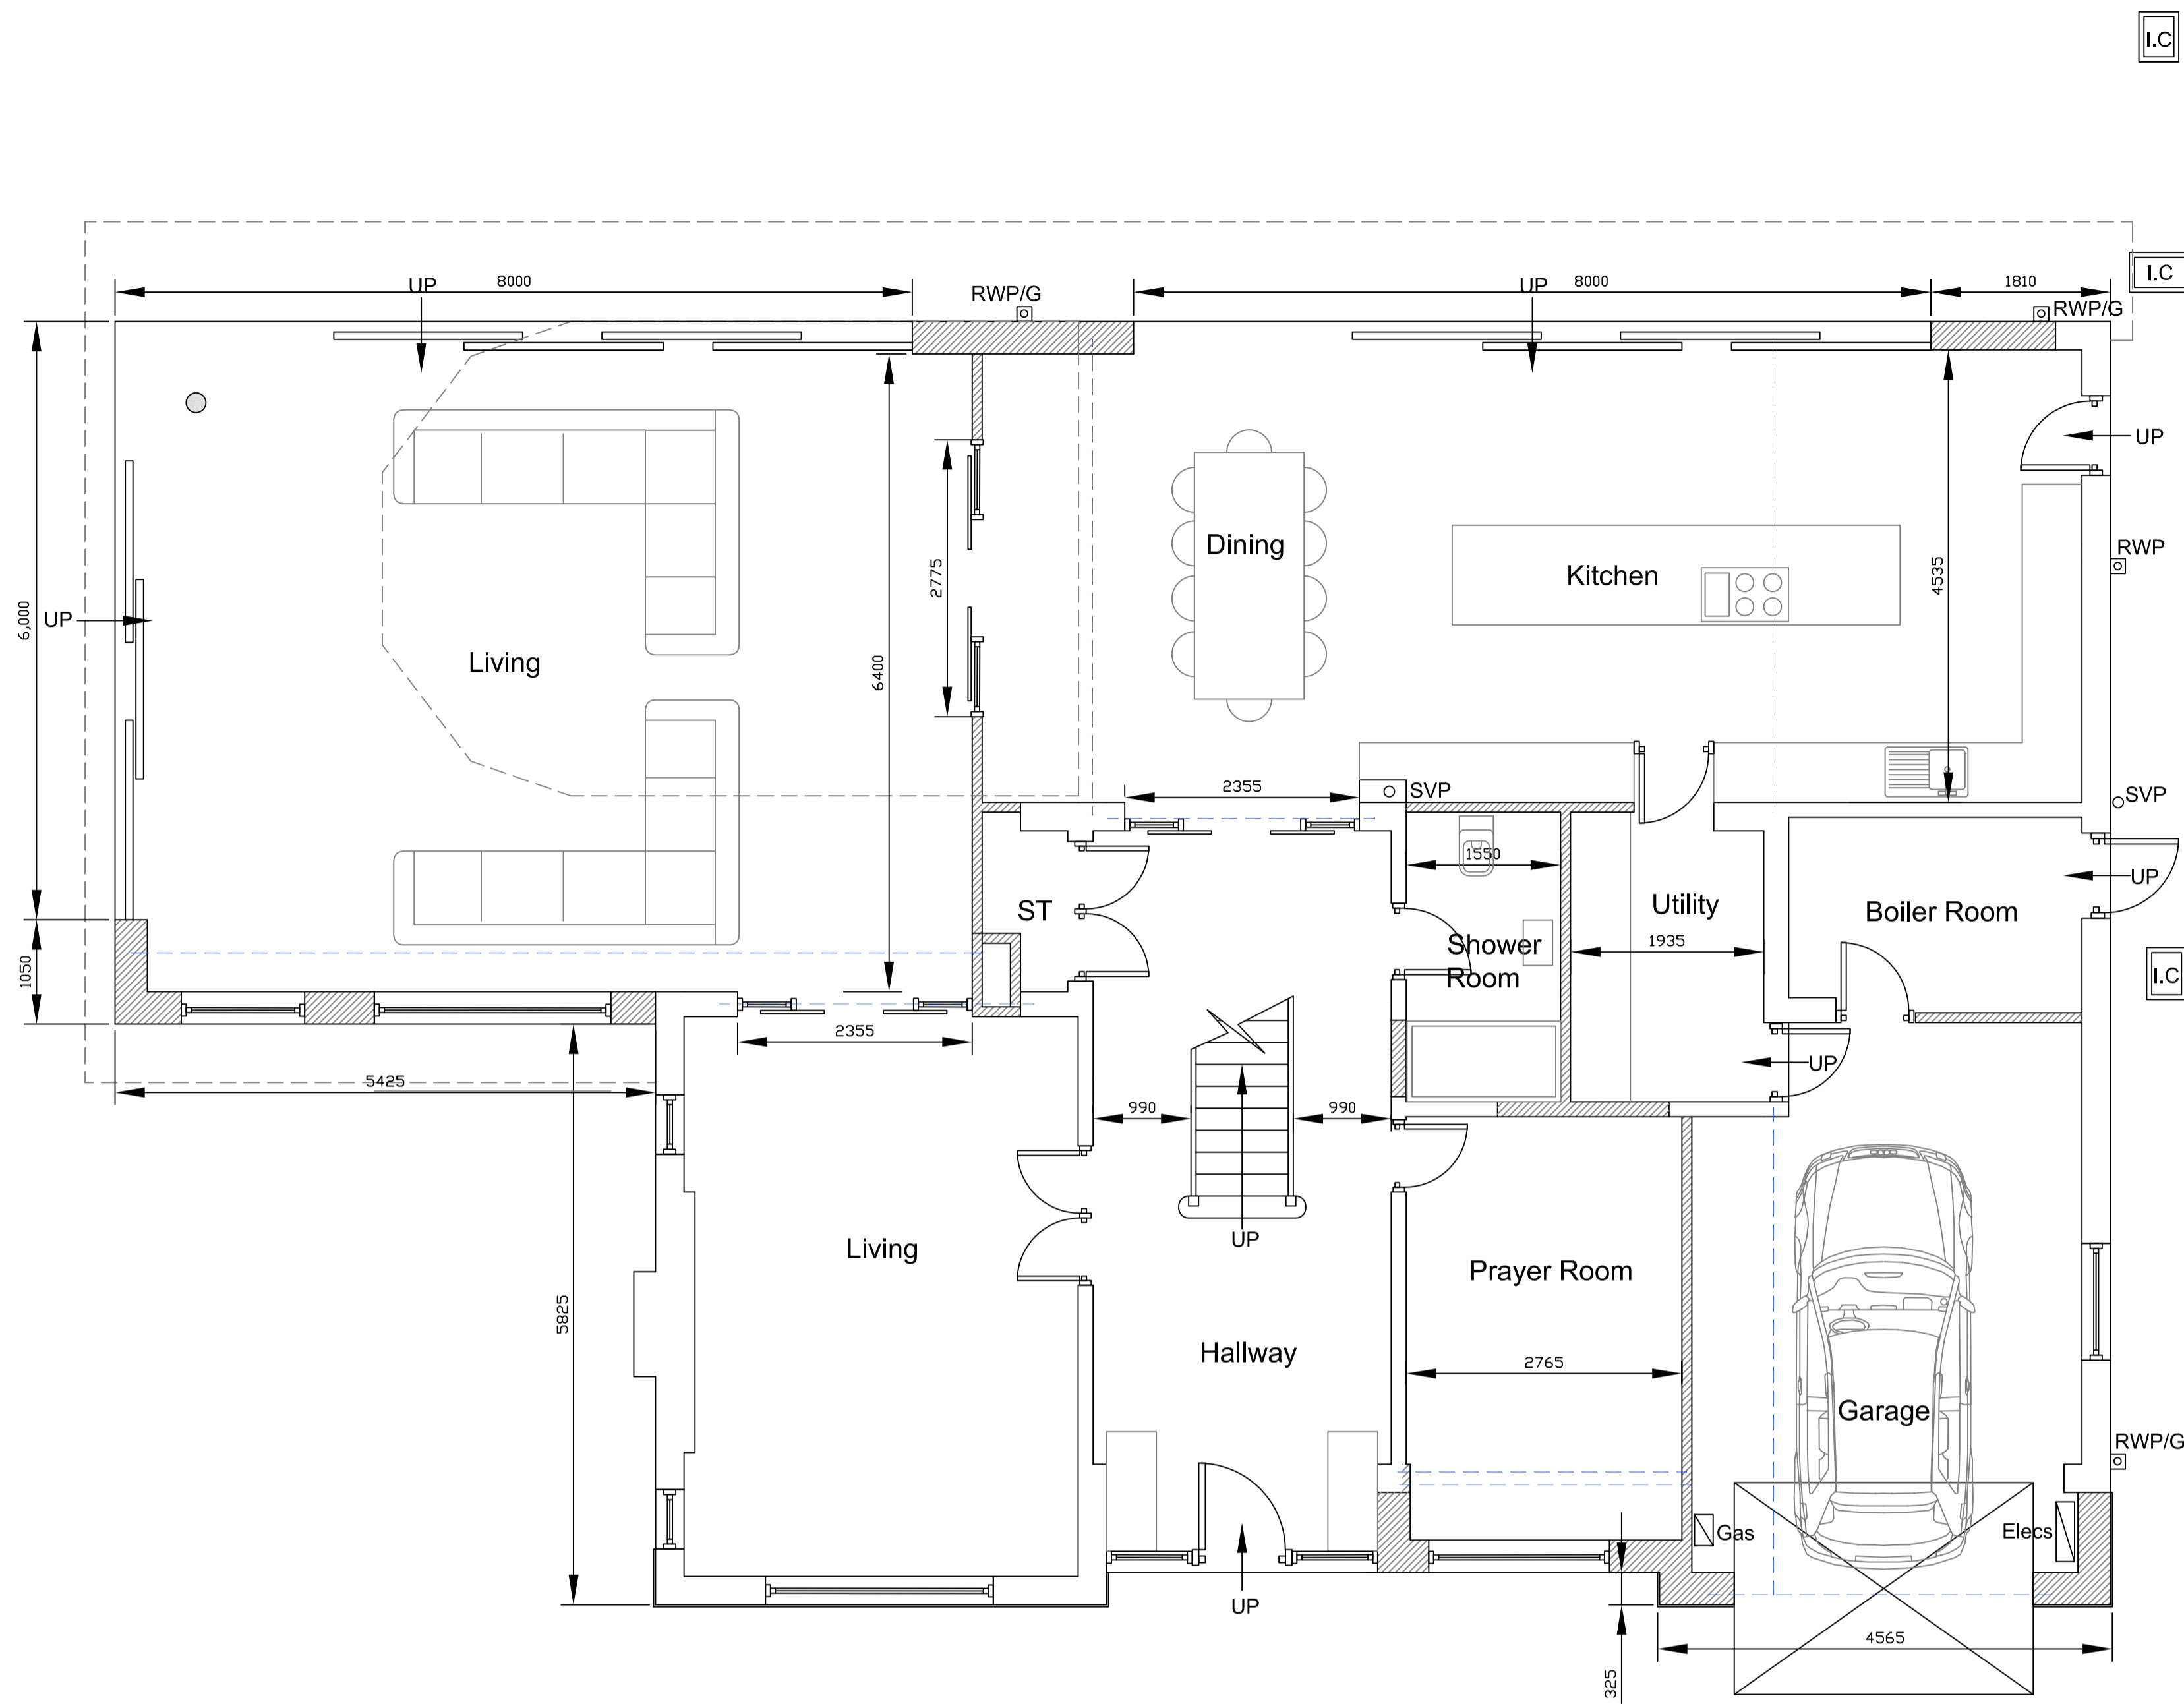 I.C
I.C
UP
8000
RWP/G
UP
8000
1810
RWP/G
UP
RWP
2775
Dining
Kitchen
4535
6,000
UP
Living
6400
2355
SVP
SVP
1550
UP
ST
Utility
Boiler Room
Shower
Room
1935
1050
I.C
2355
UP
5425
990
990
UP
Living
Prayer Room
5825
Hallway
2765
Garage
RWP/G
Gas
Elecs
UP
4565
325